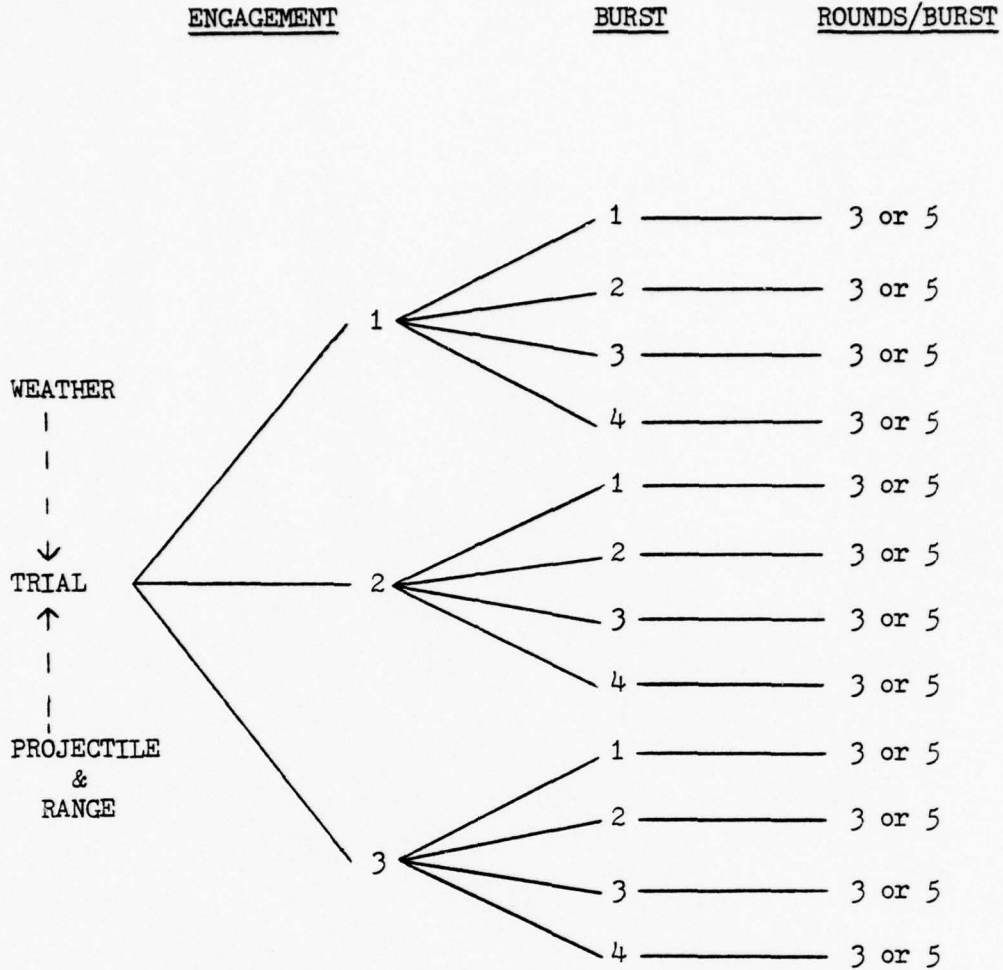 ENGAGEMENT BURST ROUNDS/BURST
1 3 or 5
2 3 or 5
1
3 3 or 5
WEATHER
4 3 or 5
1 3 or 5
2 3 or 5
TRIAL 2
3 3 or 5
4 3 or 5
PROJECTILE
&
RANGE
1 3 or 5
2 3 or 5
3
3 3 or 5
4 3 or 5